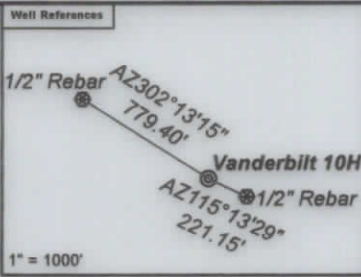 Well References
1/2" Rebar
AZ302°13'15"
779.40'
Vanderbilt 10H
1/2" Rebar
AZ115°13'29"
221.15'
1" = 1000'